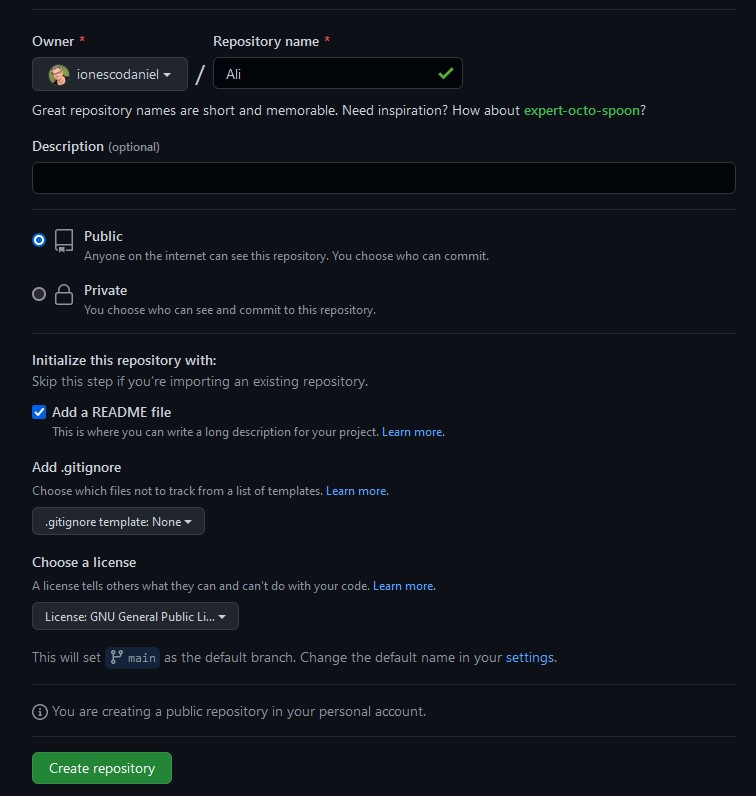 Owner * Repository name *
ionescodaniel / Ali
Great repository names are short and memorable. Need inspiration? How about expert-octo-spoon?
Description (optional)
Public
Anyone on the internet can see this repository. You choose who can commit.
Private
You choose who can see and commit to this repository.
Initialize this repository with:
Skip this step if you're importing an existing repository.
Add a README file
This is where you can write a long description for your project. Learn more.
Add .gitignore
Choose which files not to track from a list of templates. Learn more.
.gitignore template: None
Choose a license
A license tells others what they can and can't do with your code. Learn more.
License: GNU General Public Li...
This will set main as the default branch. Change the default name in your settings.
You are creating a public repository in your personal account.
Create repository